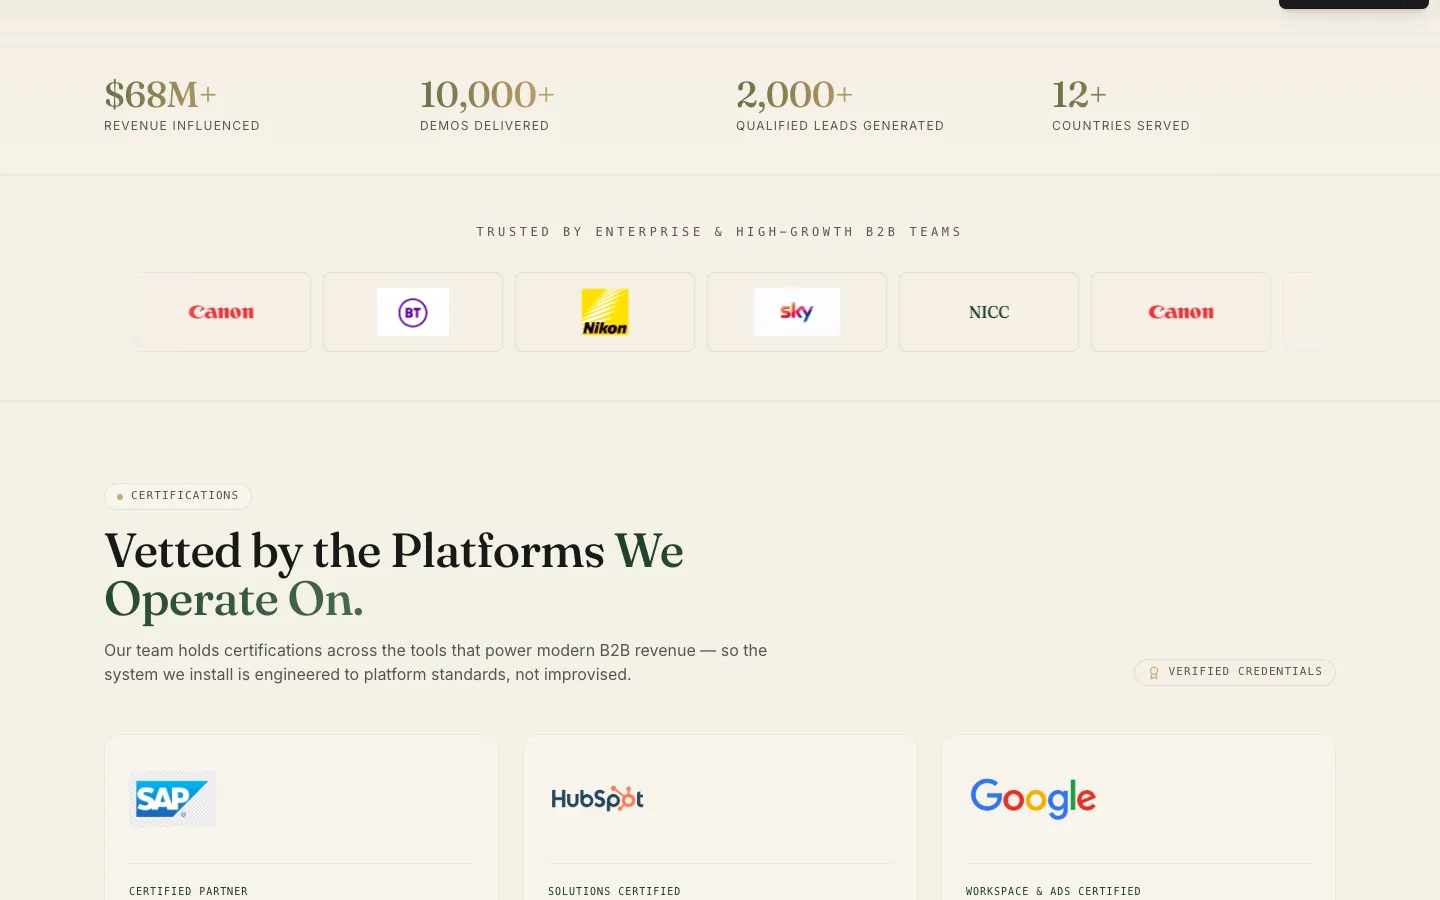 $68M+
REVENUE INFLUENCED
10,000+
DEMOS DELIVERED
2,000+
QUALIFIED LEADS GENERATED
12+
COUNTRIES SERVED
TRUSTED BY ENTERPRISE & HIGH-GROWTH B2B TEAMS
Canon
BT
Nikon
sky
NICC
Canon
CERTIFICATIONS
Vetted by the Platforms We
Operate On.
Our team holds certifications across the tools that power modern B2B revenue — so the
system we install is engineered to platform standards, not improvised.
VERIFIED CREDENTIALS
SAP
HubSpot
Google
CERTIFIED PARTNER
SOLUTIONS CERTIFIED
WORKSPACE & ADS CERTIFIED